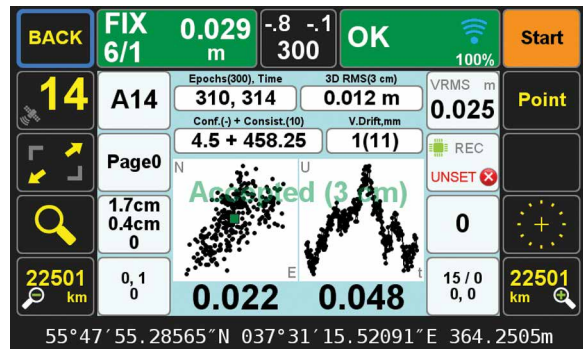 BACK
FIX 0.029
6/1 m
-.8 -.1
300
OK
100%
Start
14
A14
Epochs(300), Time
310, 314
3D RMS(3 cm)
0.012 m
VRMS m
0.025
Point
Conf.(-) + Consist.(10)
4.5 + 458.25
V.Drift,mm
1(11)
Page0
REC
UNSET
N
U
Accepted (3 cm)
1.7cm
0.4cm
0
0
E
t
22501
km
0, 1
0
0.022
0.048
15 / 0
0, 0
22501
km
55°47′55.28565″N 037°31′15.52091″E 364.2505m